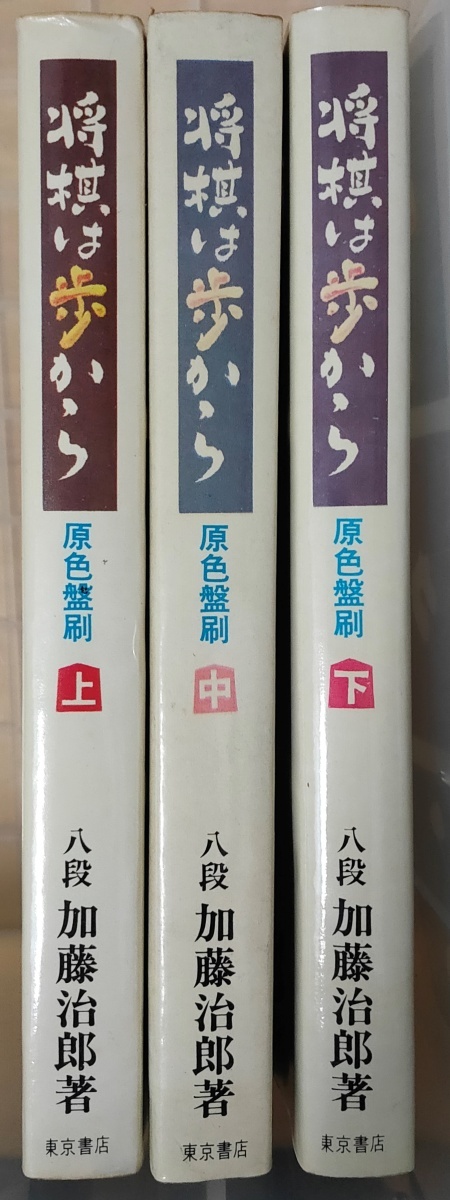 将棋は歩から
原色盤刷
上
八段
加藤治郎著
東京書店
将棋は歩から
原色盤刷
中
八段
加藤治郎著
東京書店
将棋は歩から
原色盤刷
下
八段
加藤治郎著
東京書店